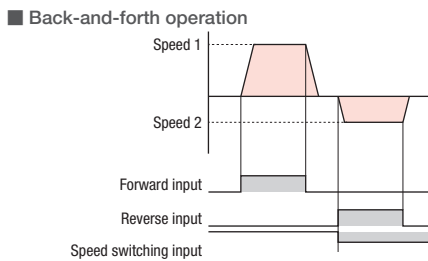 ■ Back-and-forth operation
Speed 1
Speed 2
Forward input
Reverse input
Speed switching input